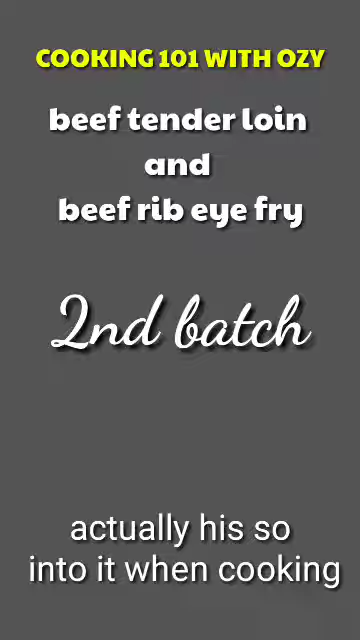 COOKING 101 WITH OZY
beef tender loin
and
beef rib eye fry
2nd batch
actually his so
into it when cooking